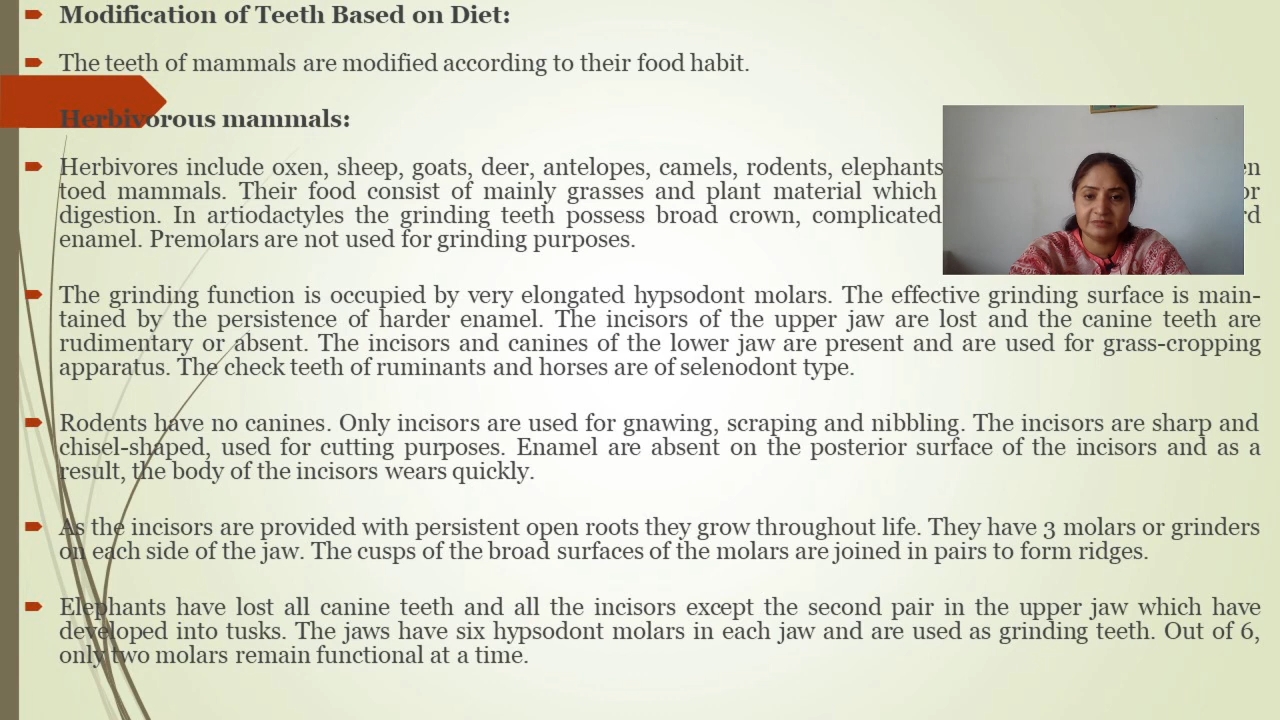 Modification of Teeth Based on Diet:
The teeth of mammals are modified according to their food habit.
Herbivorous mammals:
Herbivores include oxen, sheep, goats, deer, antelopes, camels, rodents, elephants
toed mammals. Their food consist of mainly grasses and plant material which
digestion. In artiodactyles the grinding teeth possess broad crown, complicated
enamel. Premolars are not used for grinding purposes.
The grinding function is occupied by very elongated hypsodont molars. The effective grinding surface is main-
tained by the persistence of harder enamel. The incisors of the upper jaw are lost and the canine teeth are
rudimentary or absent. The incisors and canines of the lower jaw are present and are used for grass-cropping
apparatus. The check teeth of ruminants and horses are of selenodont type.
Rodents have no canines. Only incisors are used for gnawing, scraping and nibbling. The incisors are sharp and
chisel-shaped, used for cutting purposes. Enamel are absent on the posterior surface of the incisors and as a
result, the body of the incisors wears quickly.
As the incisors are provided with persistent open roots they grow throughout life. They have 3 molars or grinders
on each side of the jaw. The cusps of the broad surfaces of the molars are joined in pairs to form ridges.
Elephants have lost all canine teeth and all the incisors except the second pair in the upper jaw which have
developed into tusks. The jaws have six hypsodont molars in each jaw and are used as grinding teeth. Out of 6,
only two molars remain functional at a time.